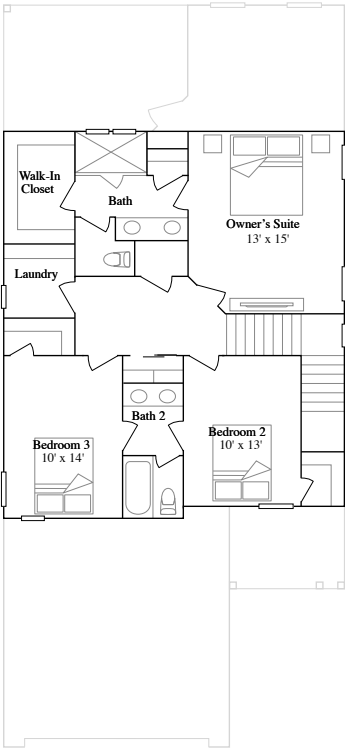 Walk-In
Closet
Bath
Owner's Suite
13' x 15'
Laundry
Bath 2
Bedroom 2
10' x 13'
Bedroom 3
10' x 14'